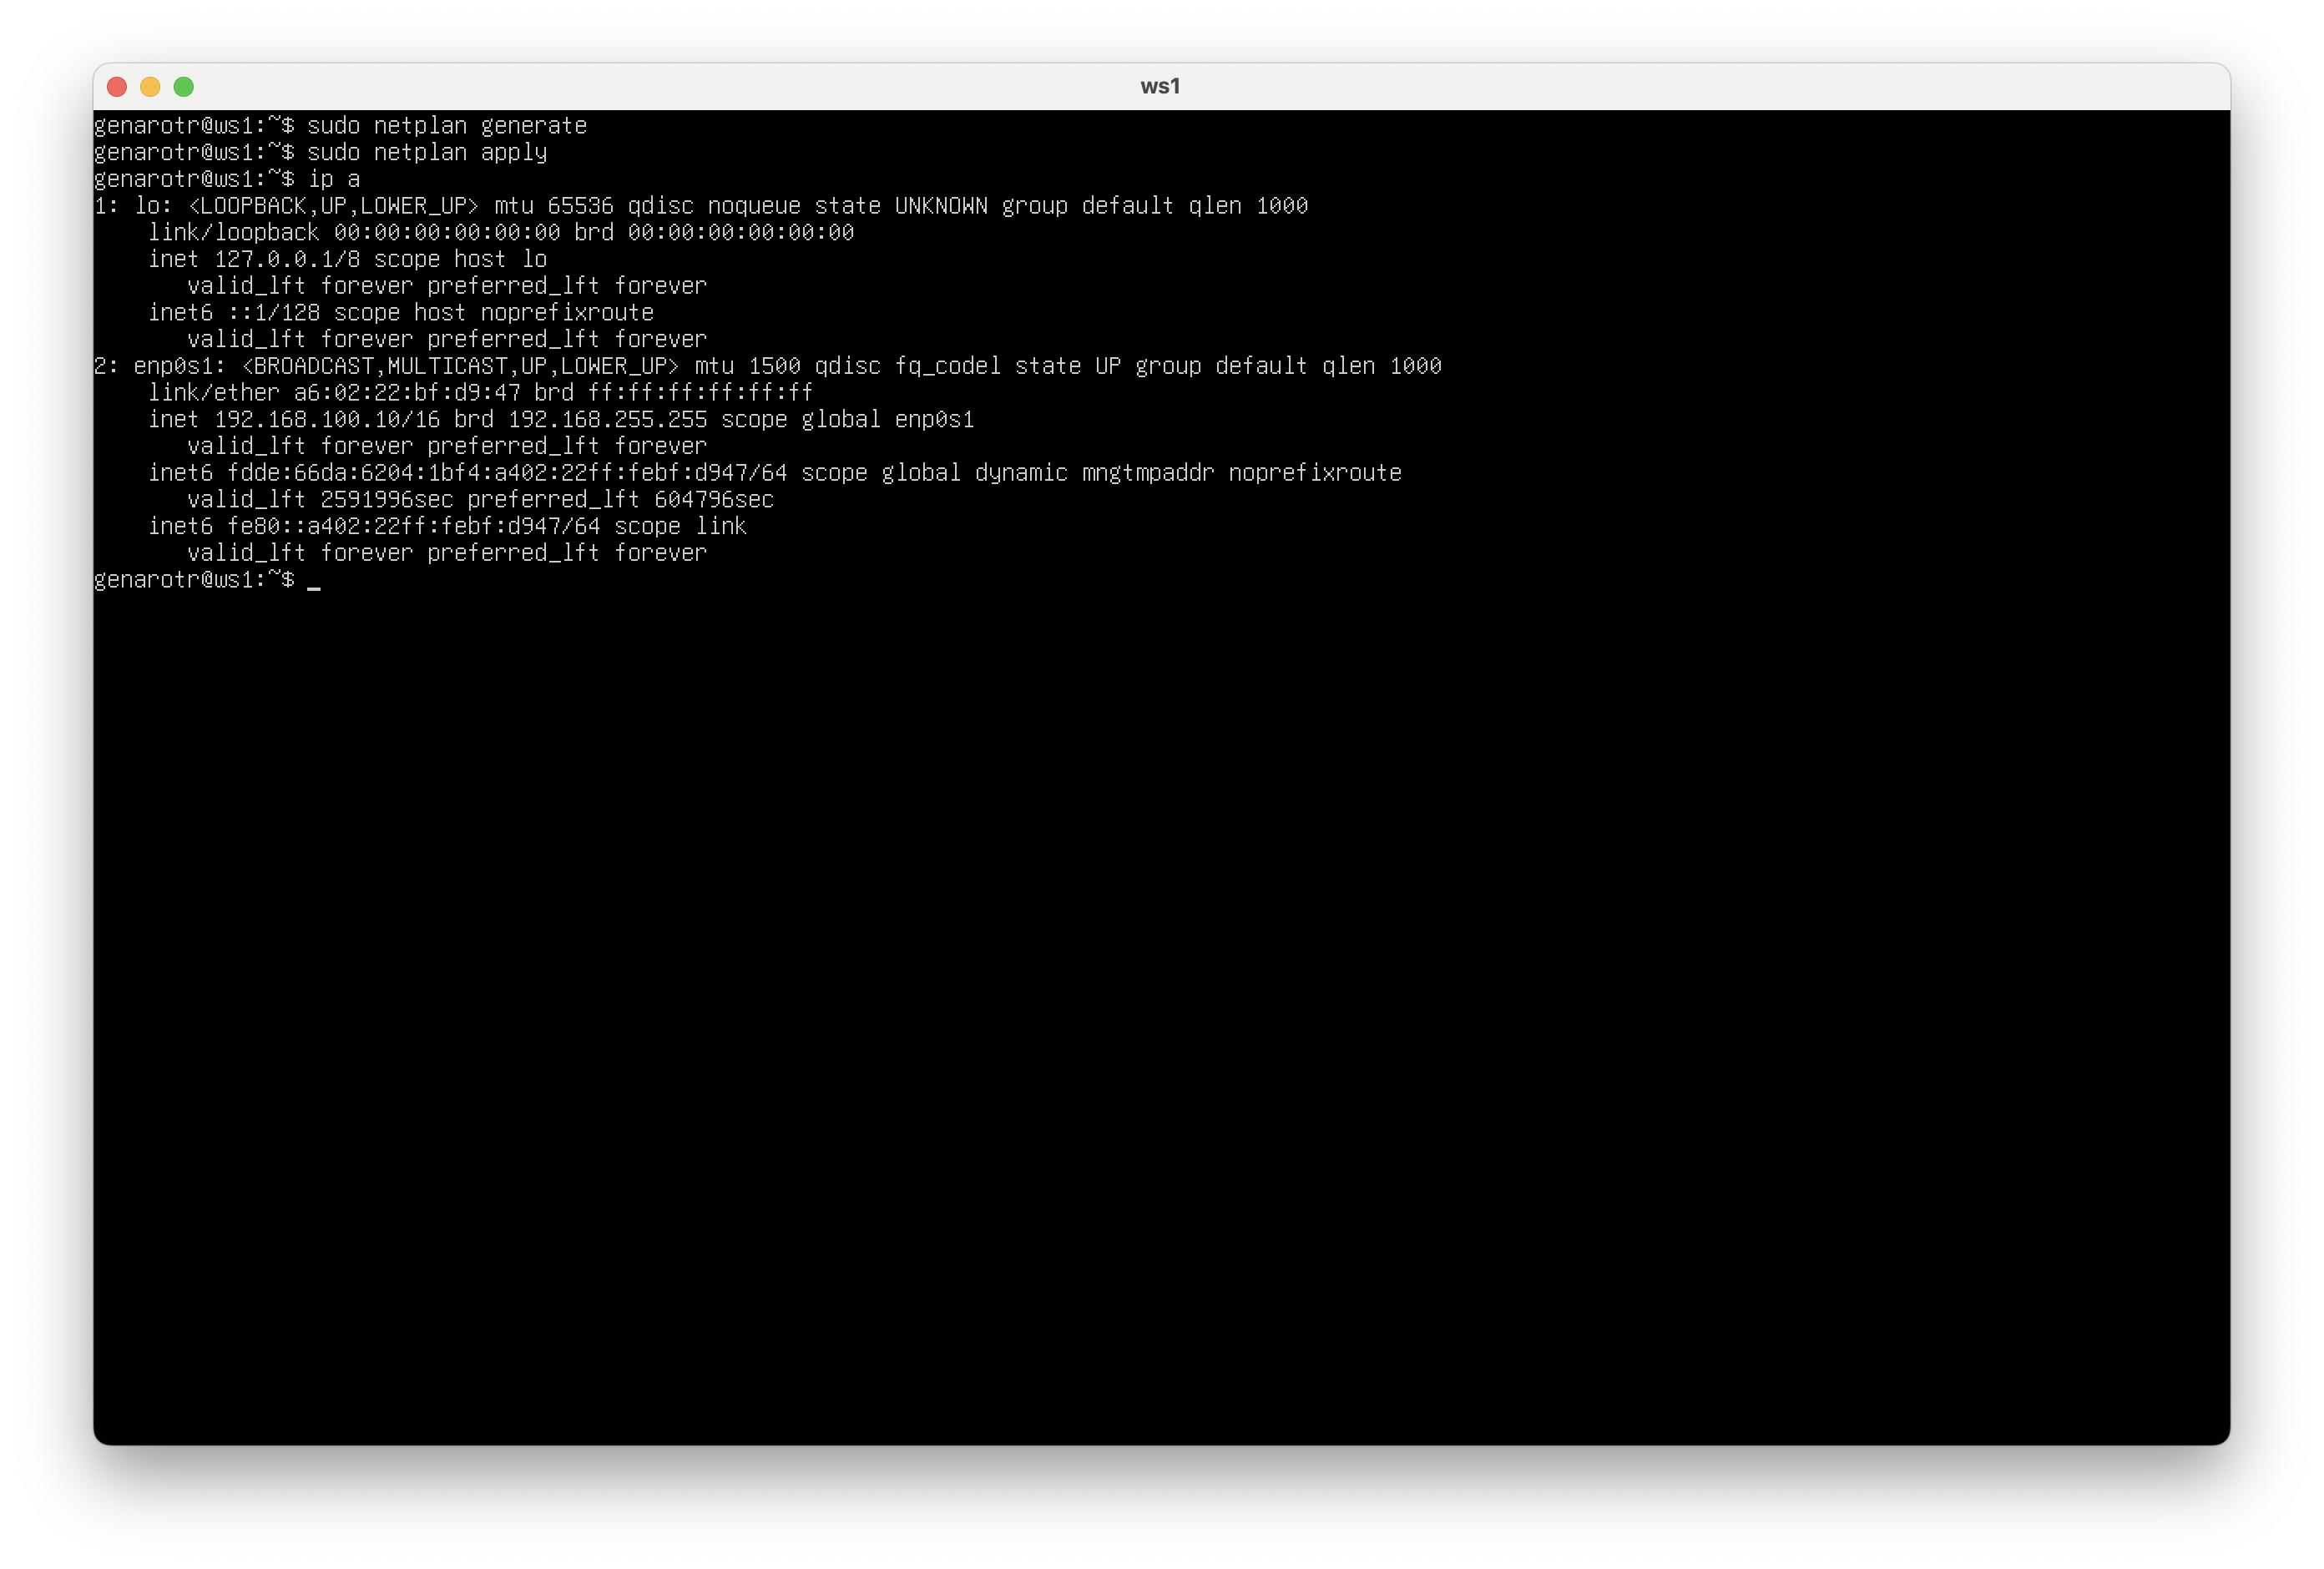 ws1
genarotr@ws1:~$ sudo netplan generate
genarotr@ws1:~$ sudo netplan apply
genarotr@ws1:~$ ip a
1: lo: <LOOPBACK,UP,LOWER_UP> mtu 65536 qdisc noqueue state UNKNOWN group default qlen 1000
    link/loopback 00:00:00:00:00:00 brd 00:00:00:00:00:00
    inet 127.0.0.1/8 scope host lo
       valid_lft forever preferred_lft forever
    inet6 ::1/128 scope host noprefixroute
       valid_lft forever preferred_lft forever
2: enp0s1: <BROADCAST,MULTICAST,UP,LOWER_UP> mtu 1500 qdisc fq_codel state UP group default qlen 1000
    link/ether a6:02:22:bf:d9:47 brd ff:ff:ff:ff:ff:ff
    inet 192.168.100.10/16 brd 192.168.255.255 scope global enp0s1
       valid_lft forever preferred_lft forever
    inet6 fdde:66da:6204:1bf4:a402:22ff:febf:d947/64 scope global dynamic mngtmpaddr noprefixroute
       valid_lft 2591996sec preferred_lft 604796sec
    inet6 fe80::a402:22ff:febf:d947/64 scope link
       valid_lft forever preferred_lft forever
genarotr@ws1:~$ _